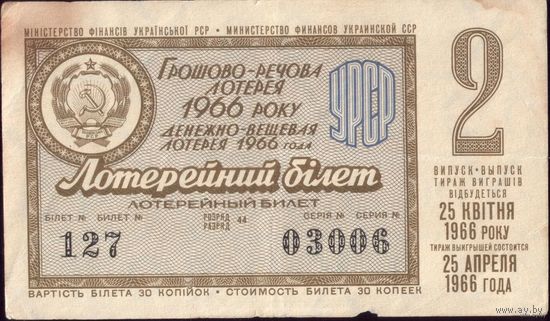 МІНІСТЕРСТВО ФІНАНСІВ УКРАЇНСЬКОЇ РСР • МИНИСТЕРСТВО ФИНАНСОВ УКРАИНСКОЙ ССР
ГРОШОВО-РЕЧОВА
ЛОТЕРЕЯ
1966 РОКУ
ДЕНЕЖНО-ВЕЩЕВАЯ
ЛОТЕРЕЯ 1966 ГОДА
УРСР
2
Лотерейний білет
ЛОТЕРЕЙНЫЙ БИЛЕТ
БІЛЕТ № БИЛЕТ №
РОЗРЯД
РАЗРЯД
44
СЕРІЯ № СЕРИЯ №
127
03006
ВИПУСК • ВЫПУСК
ТИРАЖ ВИГРАШІВ
ВІДБУДЕТЬСЯ
25 КВІТНЯ
1966 РОКУ
ТИРАЖ ВЫИГРЫШЕЙ СОСТОИТСЯ
25 АПРЕЛЯ
1966 ГОДА
ВАРТІСТЬ БІЛЕТА 30 КОПІЙОК • СТОИМОСТЬ БИЛЕТА 30 КОПЕЕК
www.ay.by